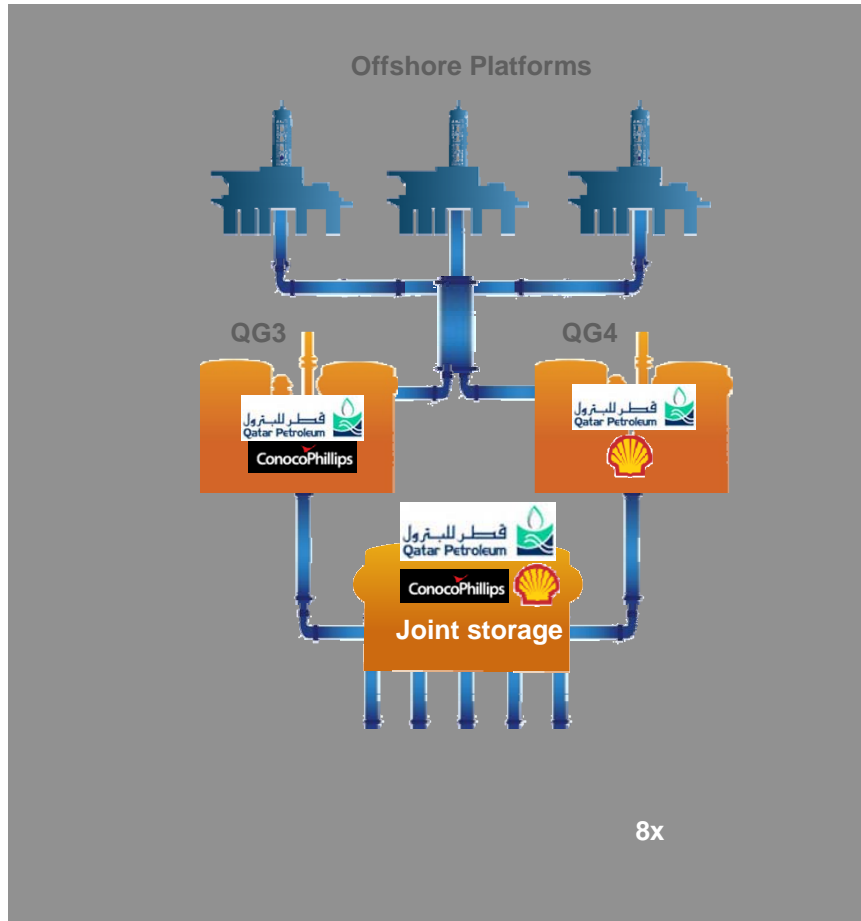 Offshore Platforms
QG3
QG4
قطر للبترول
Qatar Petroleum
ConocoPhillips
قطر للبترول
Qatar Petroleum
قطر للبترول
Qatar Petroleum
ConocoPhillips
Joint storage
8x